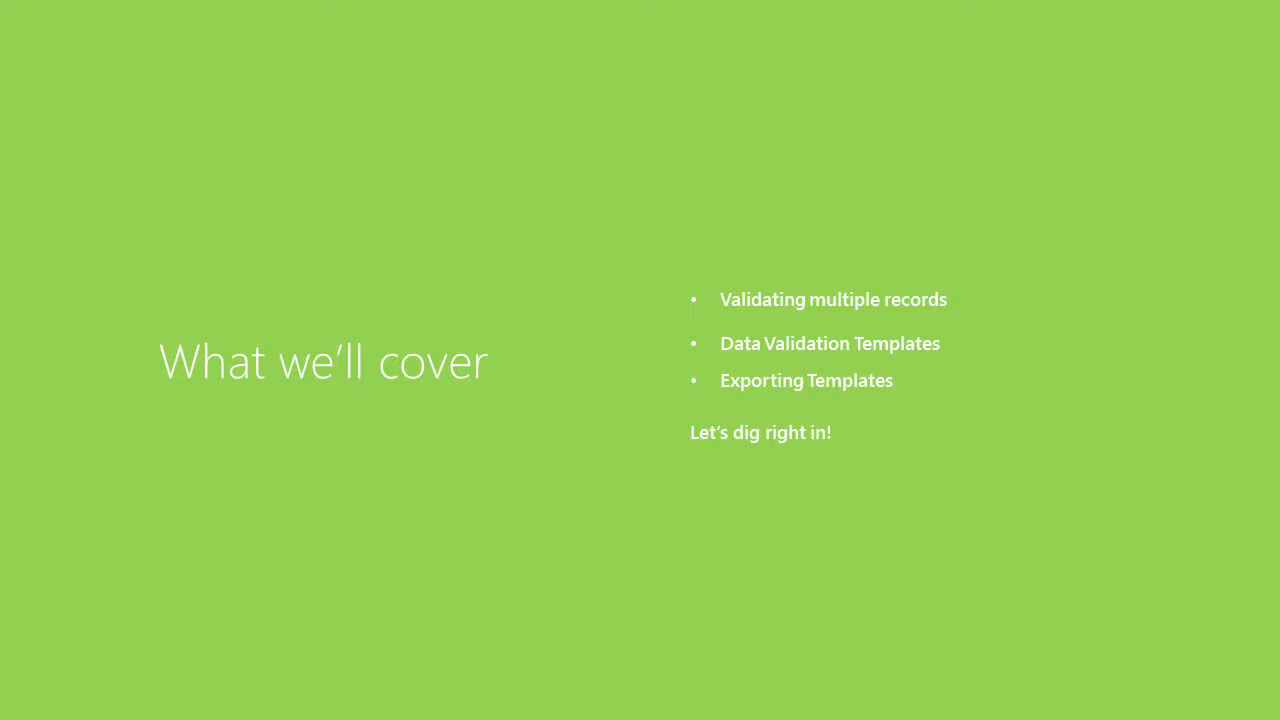 What we’ll cover
• Validating multiple records
• Data Validation Templates
• Exporting Templates
Let’s dig right in!